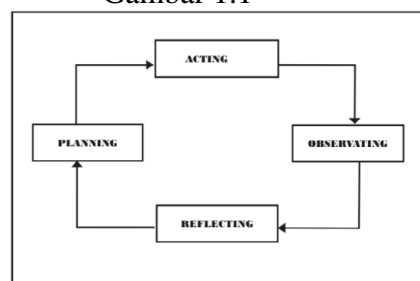 Gambar 1.1
ACTING
PLANNING
OBSERVATING
REFLECTING